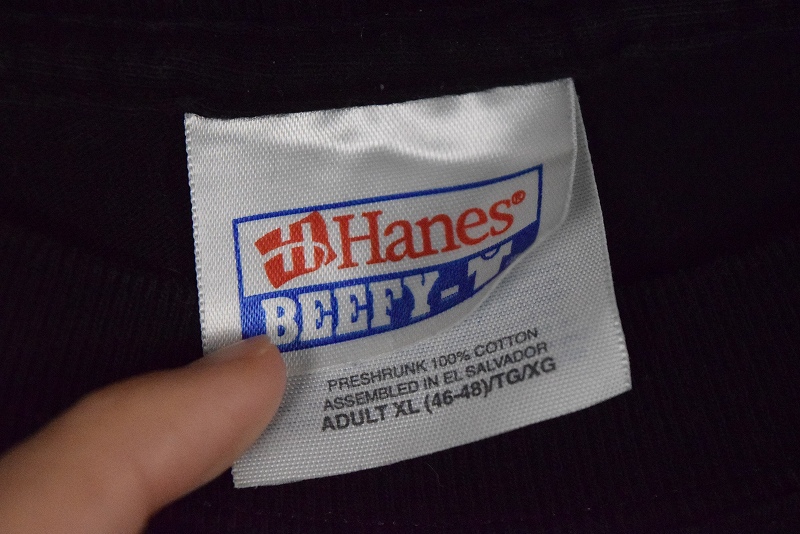 Hanes®
BEEFY-T
PRESHRUNK 100% COTTON
ASSEMBLED IN EL SALVADOR
ADULT XL (46-48)/TG/XG